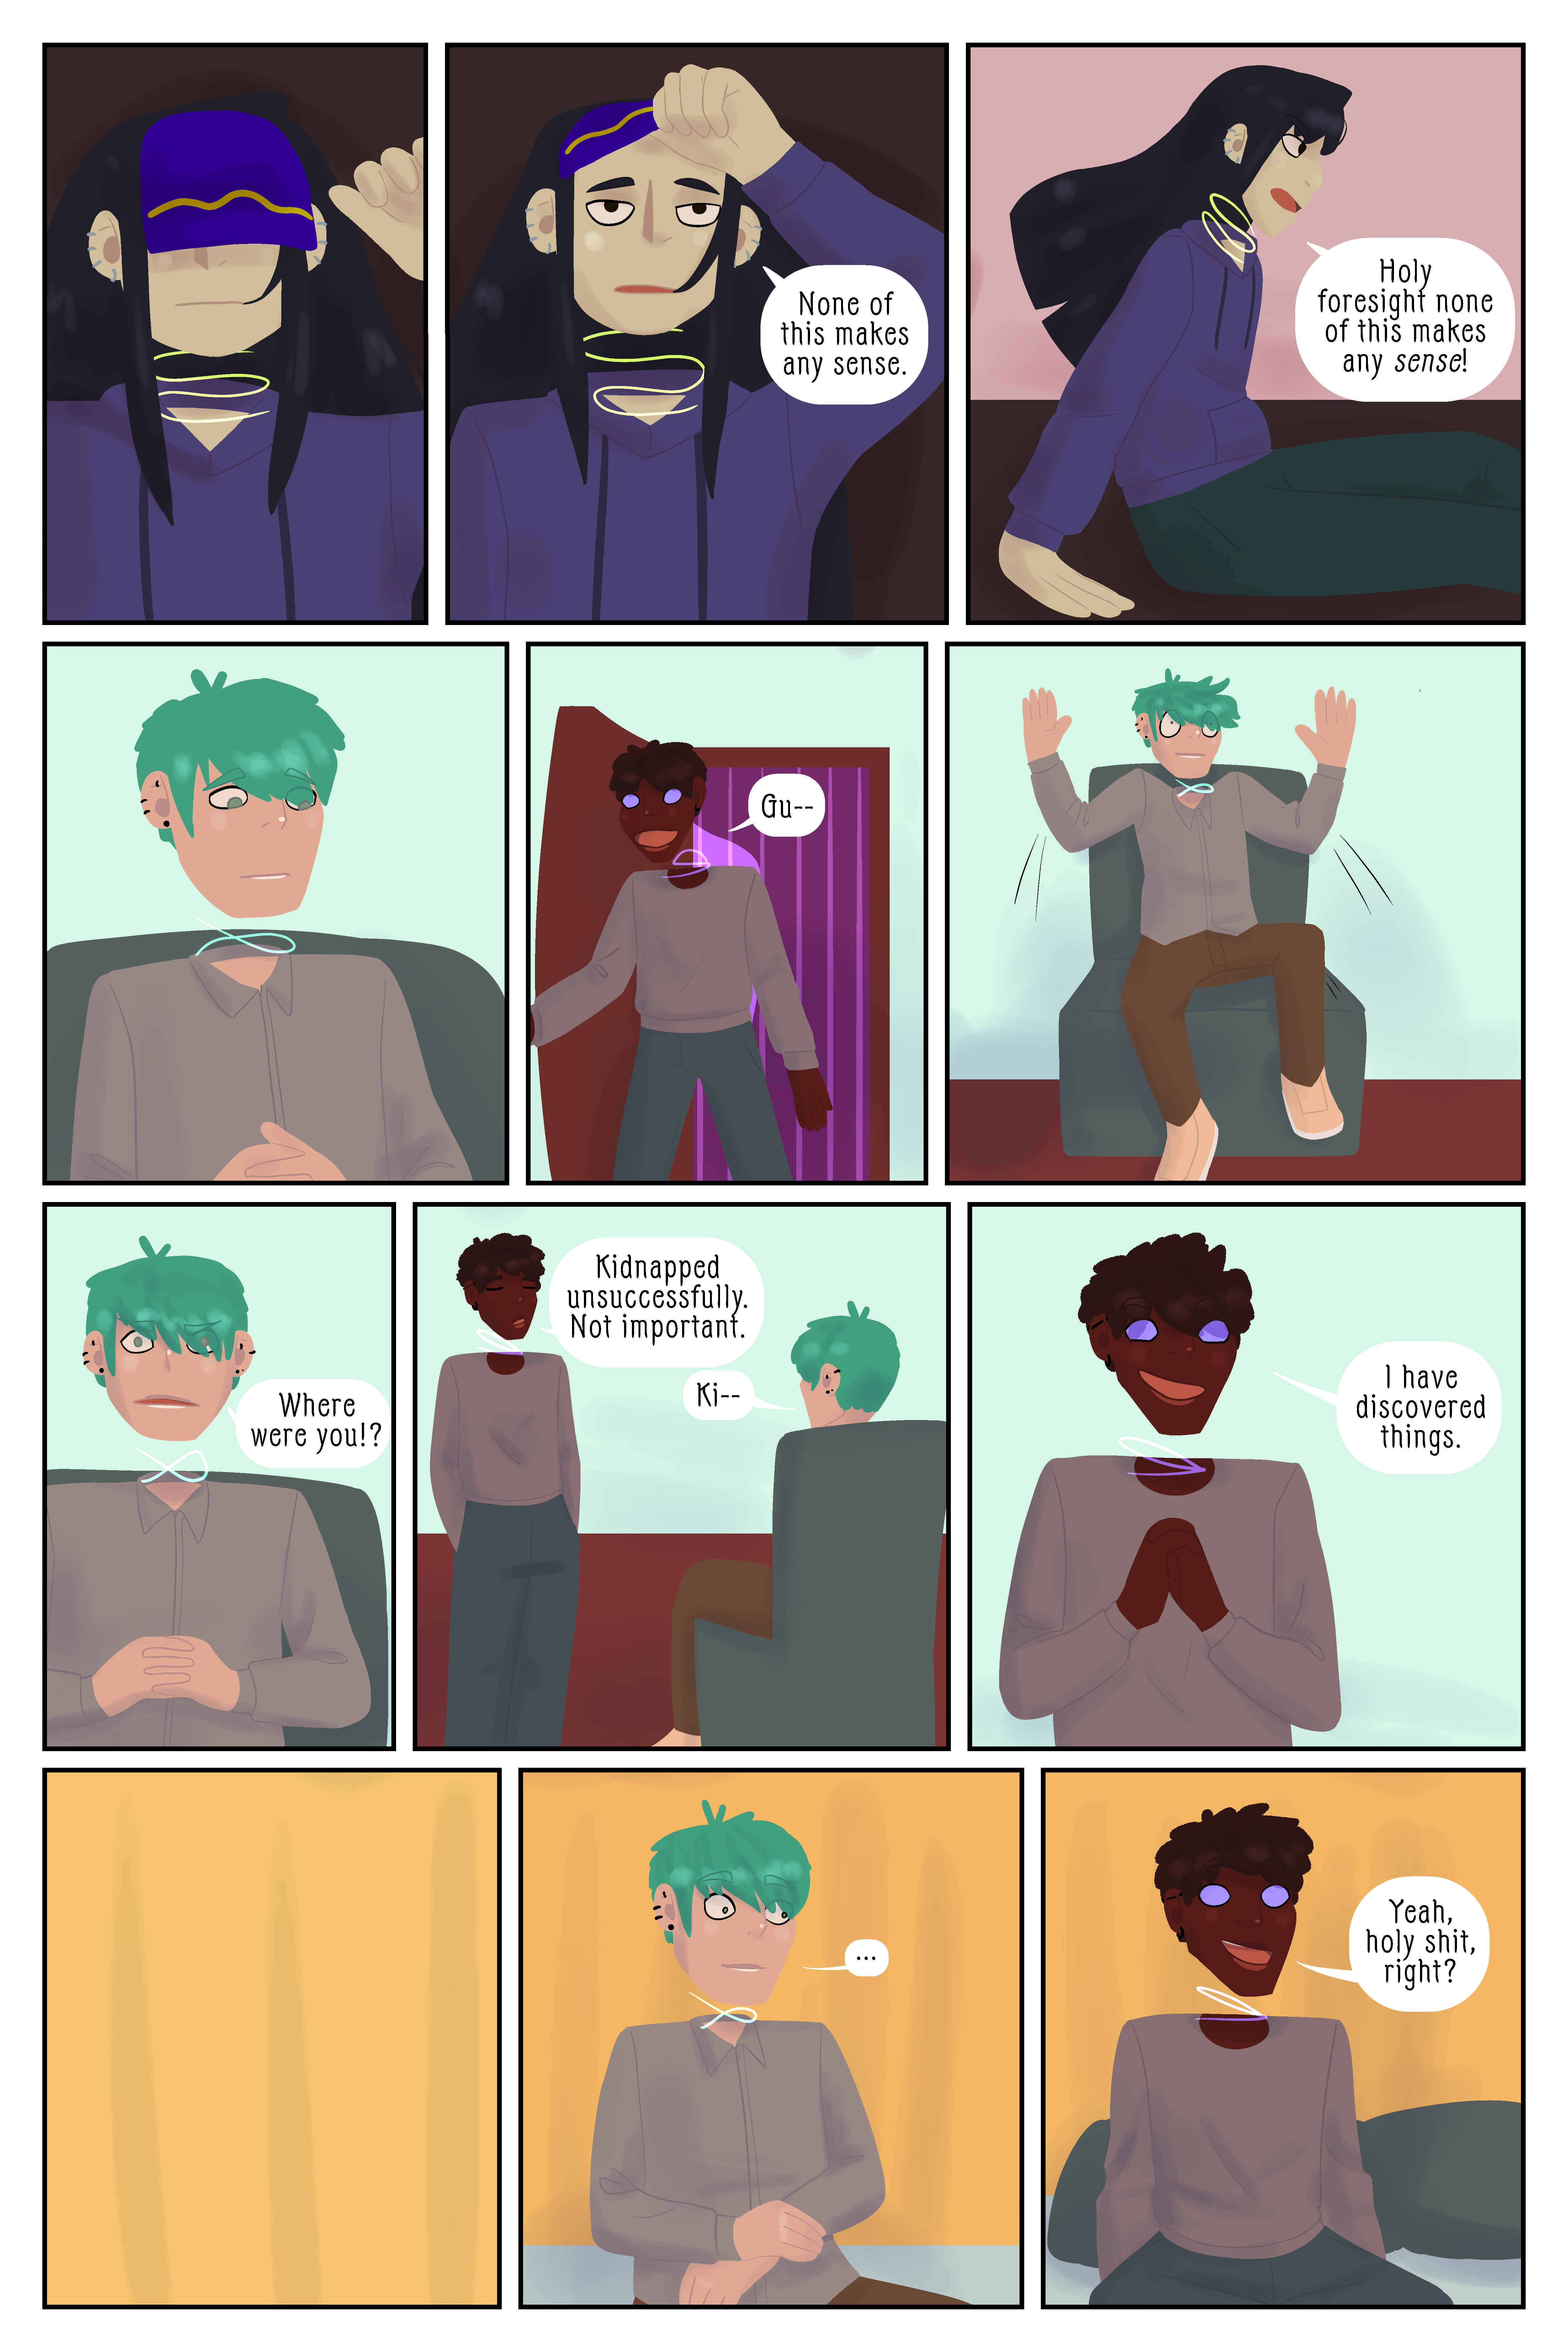 None of
this makes
any sense.
Holy
foresight none
of this makes
any sense!
Gu--
Where
were you!?
Kidnapped
unsuccessfully.
Not important.
Ki--
I have
discovered
things.
...
Yeah,
holy shit,
right?